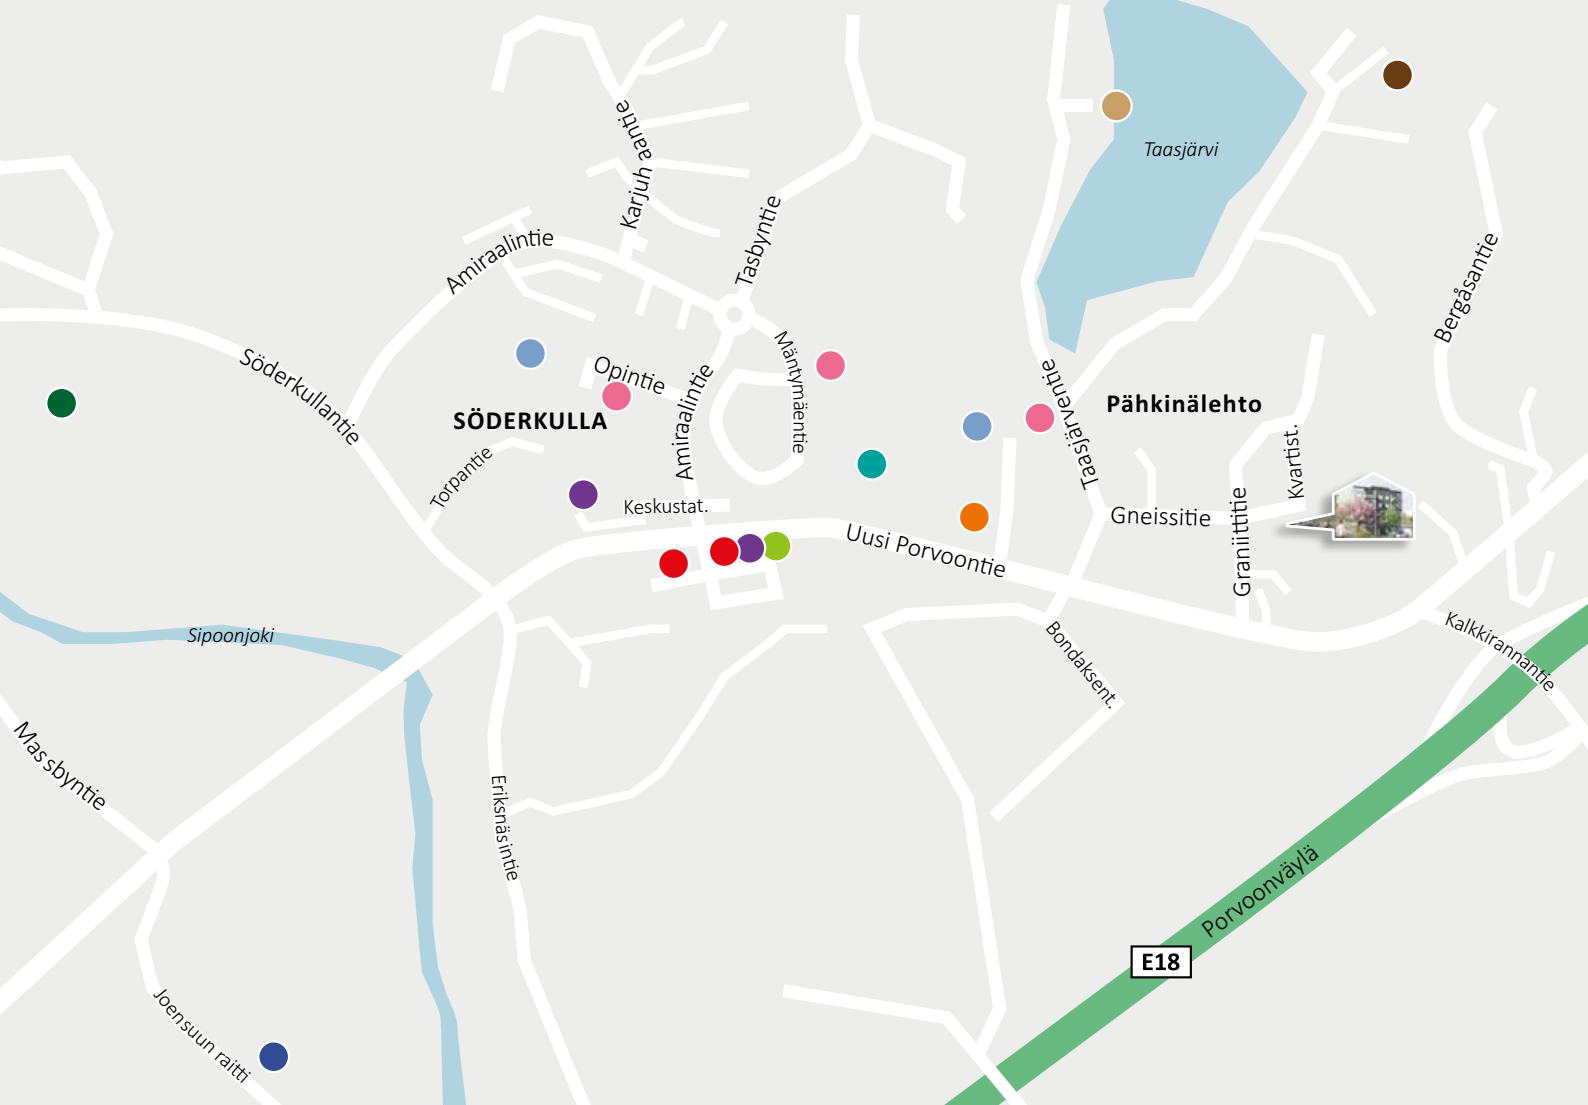 Taasjärvi
Karjuh aantie
Tasbyntie
Amiraalintie
Bergåsantie
Söderkullantie
Opintie
Mäntymäentie
Amiraalintie
Taasjärventie
Pähkinälehto
SÖDERKULLA
Torpantie
Kvartist.
Keskustat.
Gneissitie
Graniittitie
Uusi Porvoontie
Sipoonjoki
Bondaksent.
Kalkkirannantie
Massbyntie
Eriksnäsintie
Porvoonväylä
E18
Joensuun raitti